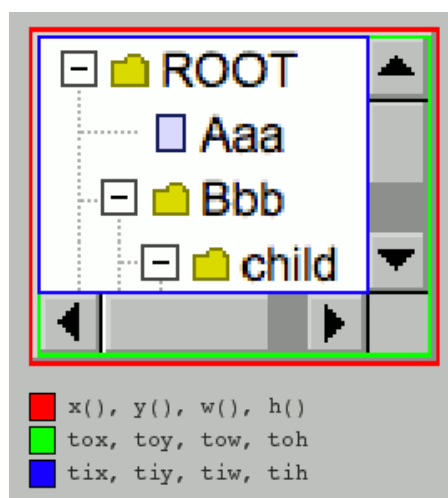 ROOT
Aaa
Bbb
child
x(), y(), w(), h()
tox, toy, tow, toh
tix, tiy, tiw, tih